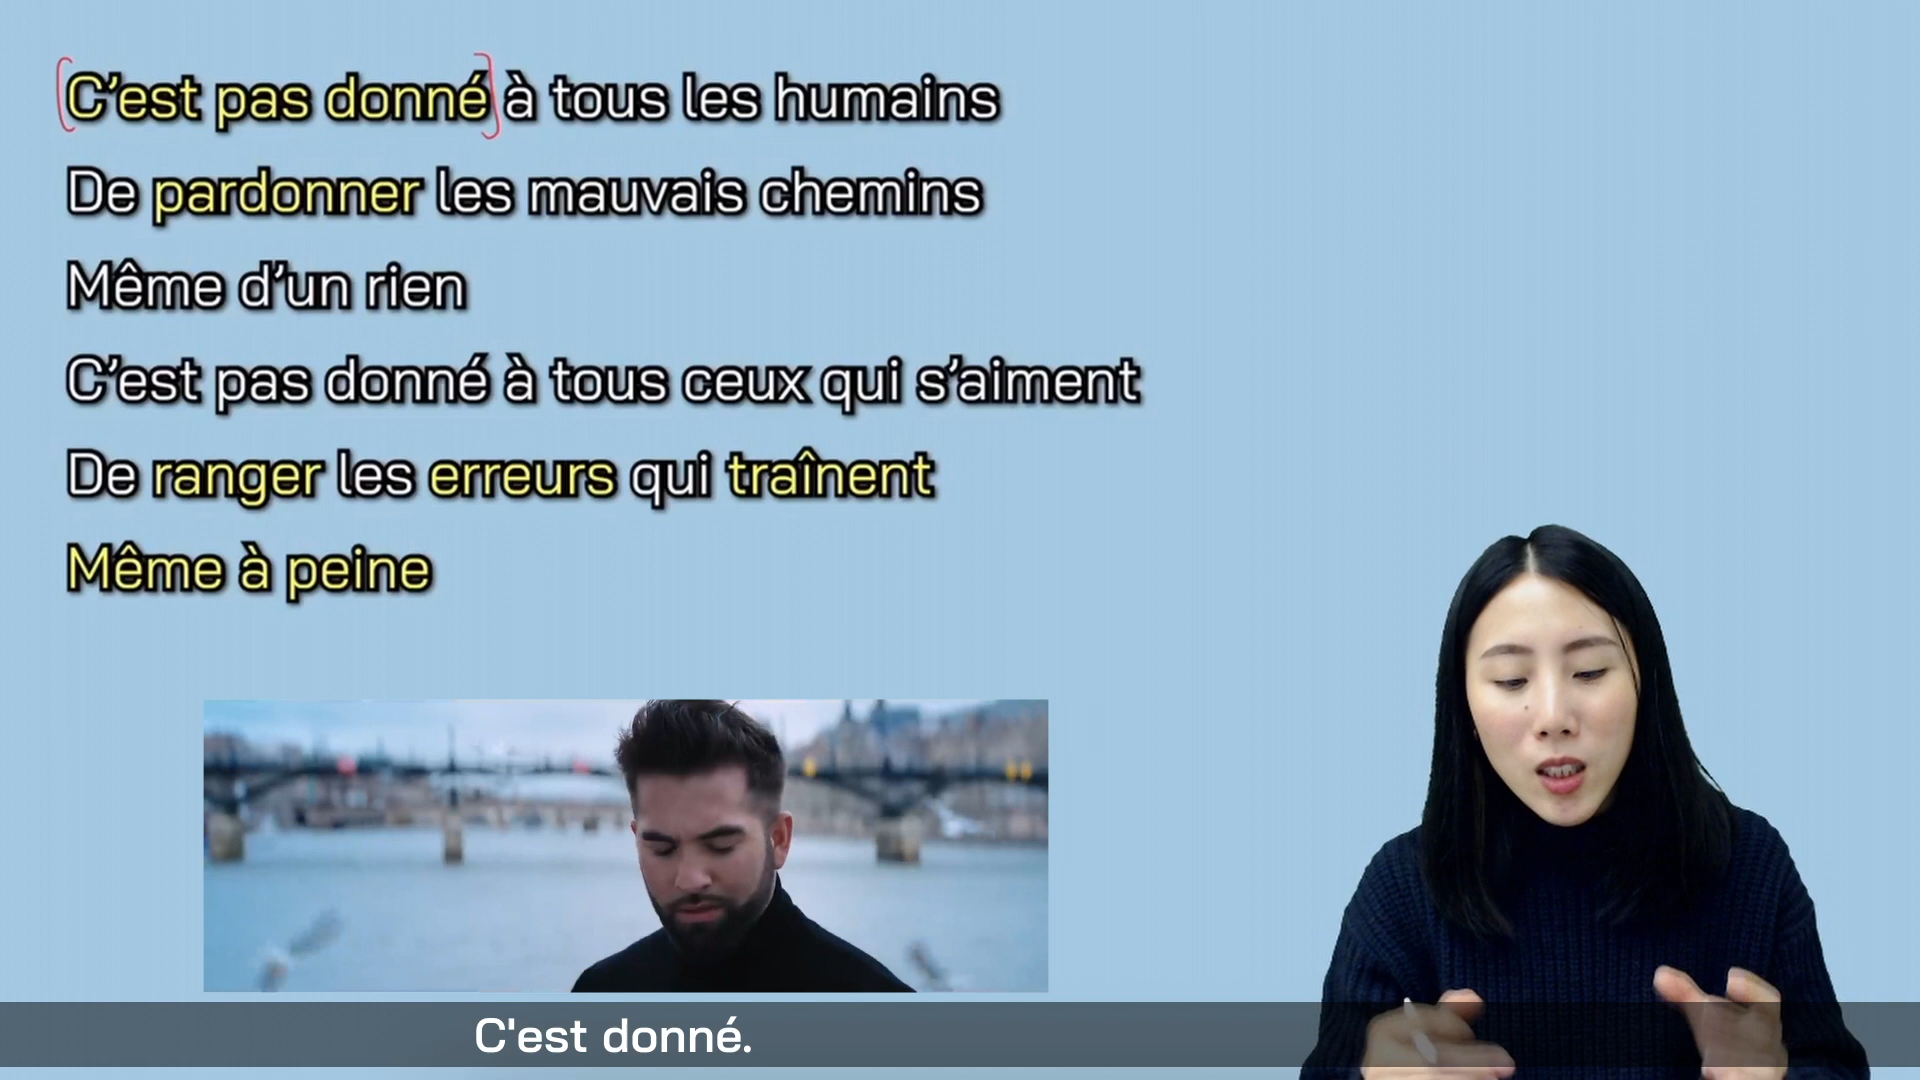 C’est pas donné à tous les humains
De pardonner les mauvais chemins
Même d’un rien
C’est pas donné à tous ceux qui s’aiment
De ranger les erreurs qui traînent
Même à peine
C'est donné.